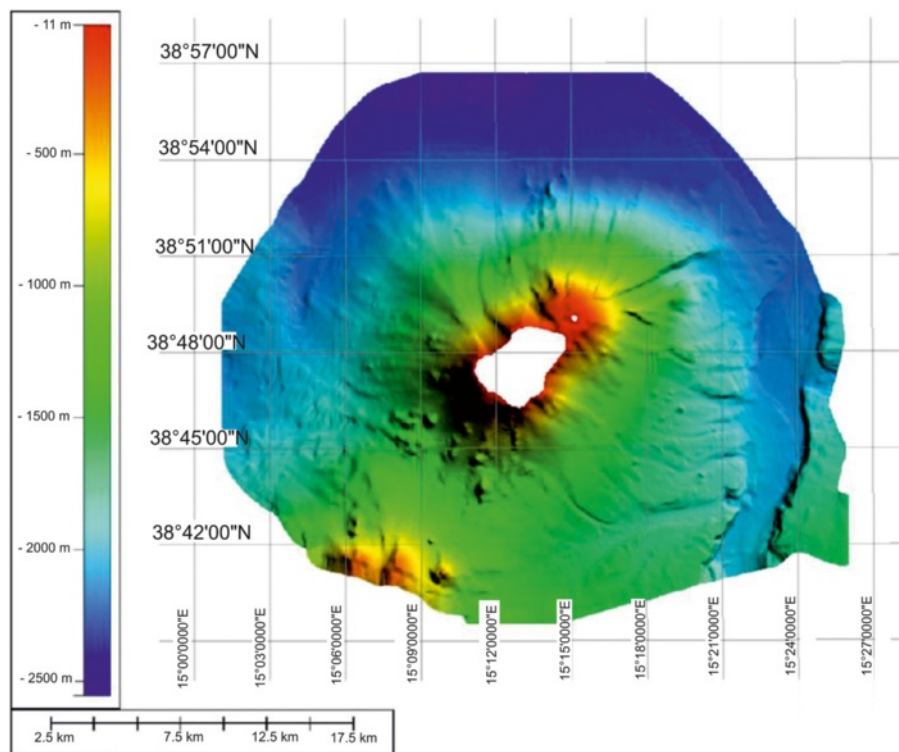 - 11 m
- 500 m
- 1000 m
- 1500 m
- 2000 m
- 2500 m
38°57'00"N
38°54'00"N
38°51'00"N
38°48'00"N
38°45'00"N
38°42'00"N
15°00'0000"E
15°03'0000"E
15°06'0000"E
15°09'0000"E
15°12'0000"E
15°15'0000"E
15°18'0000"E
15°21'0000"E
15°24'0000"E
15°27'0000"E
2.5 km 7.5 km 12.5 km 17.5 km